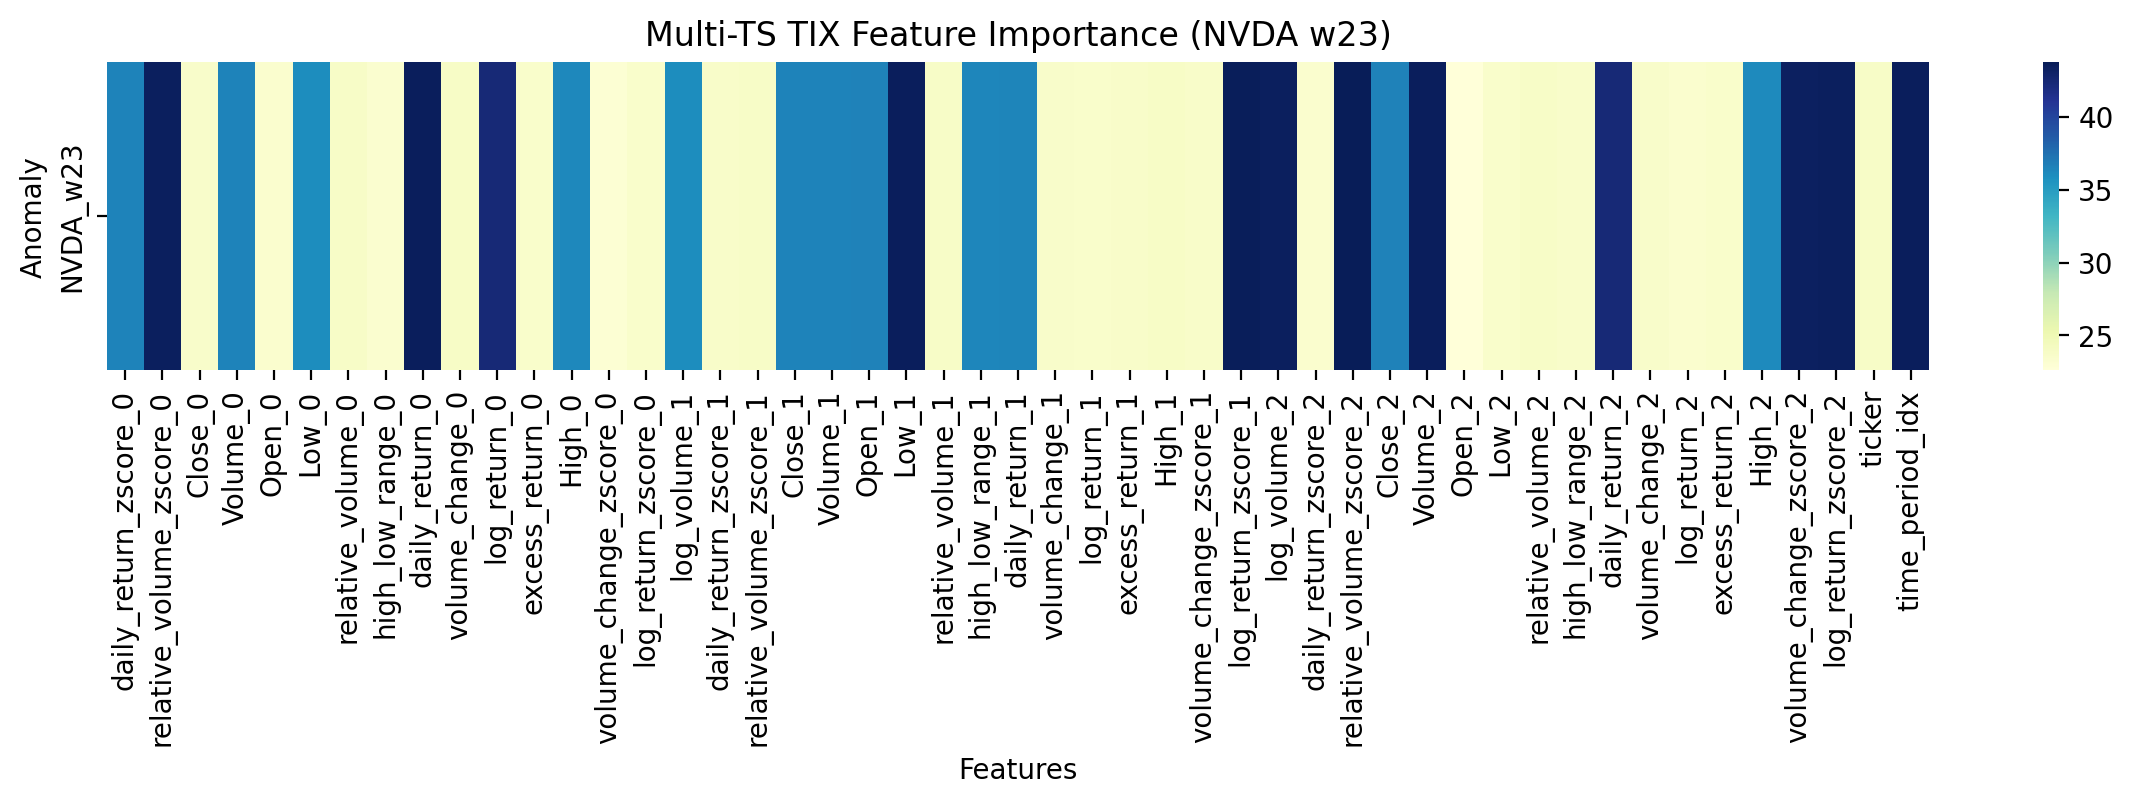 Multi-TS TIX Feature Importance (NVDA w23)
Anomaly
NVDA_w23
40
35
30
25
daily_return_zscore_0
relative_volume_zscore_0
Close_0
Volume_0
Open_0
Low_0
relative_volume_0
high_low_range_0
daily_return_0
volume_change_0
log_return_0
excess_return_0
High_0
volume_change_zscore_0
log_return_zscore_0
log_volume_1
daily_return_zscore_1
relative_volume_zscore_1
Close_1
Volume_1
Open_1
Low_1
relative_volume_1
high_low_range_1
daily_return_1
volume_change_1
log_return_1
excess_return_1
High_1
volume_change_zscore_1
log_return_zscore_1
log_volume_2
daily_return_zscore_2
relative_volume_zscore_2
Close_2
Volume_2
Open_2
Low_2
relative_volume_2
high_low_range_2
daily_return_2
volume_change_2
log_return_2
excess_return_2
High_2
volume_change_zscore_2
log_return_zscore_2
ticker
time_period_idx
Features